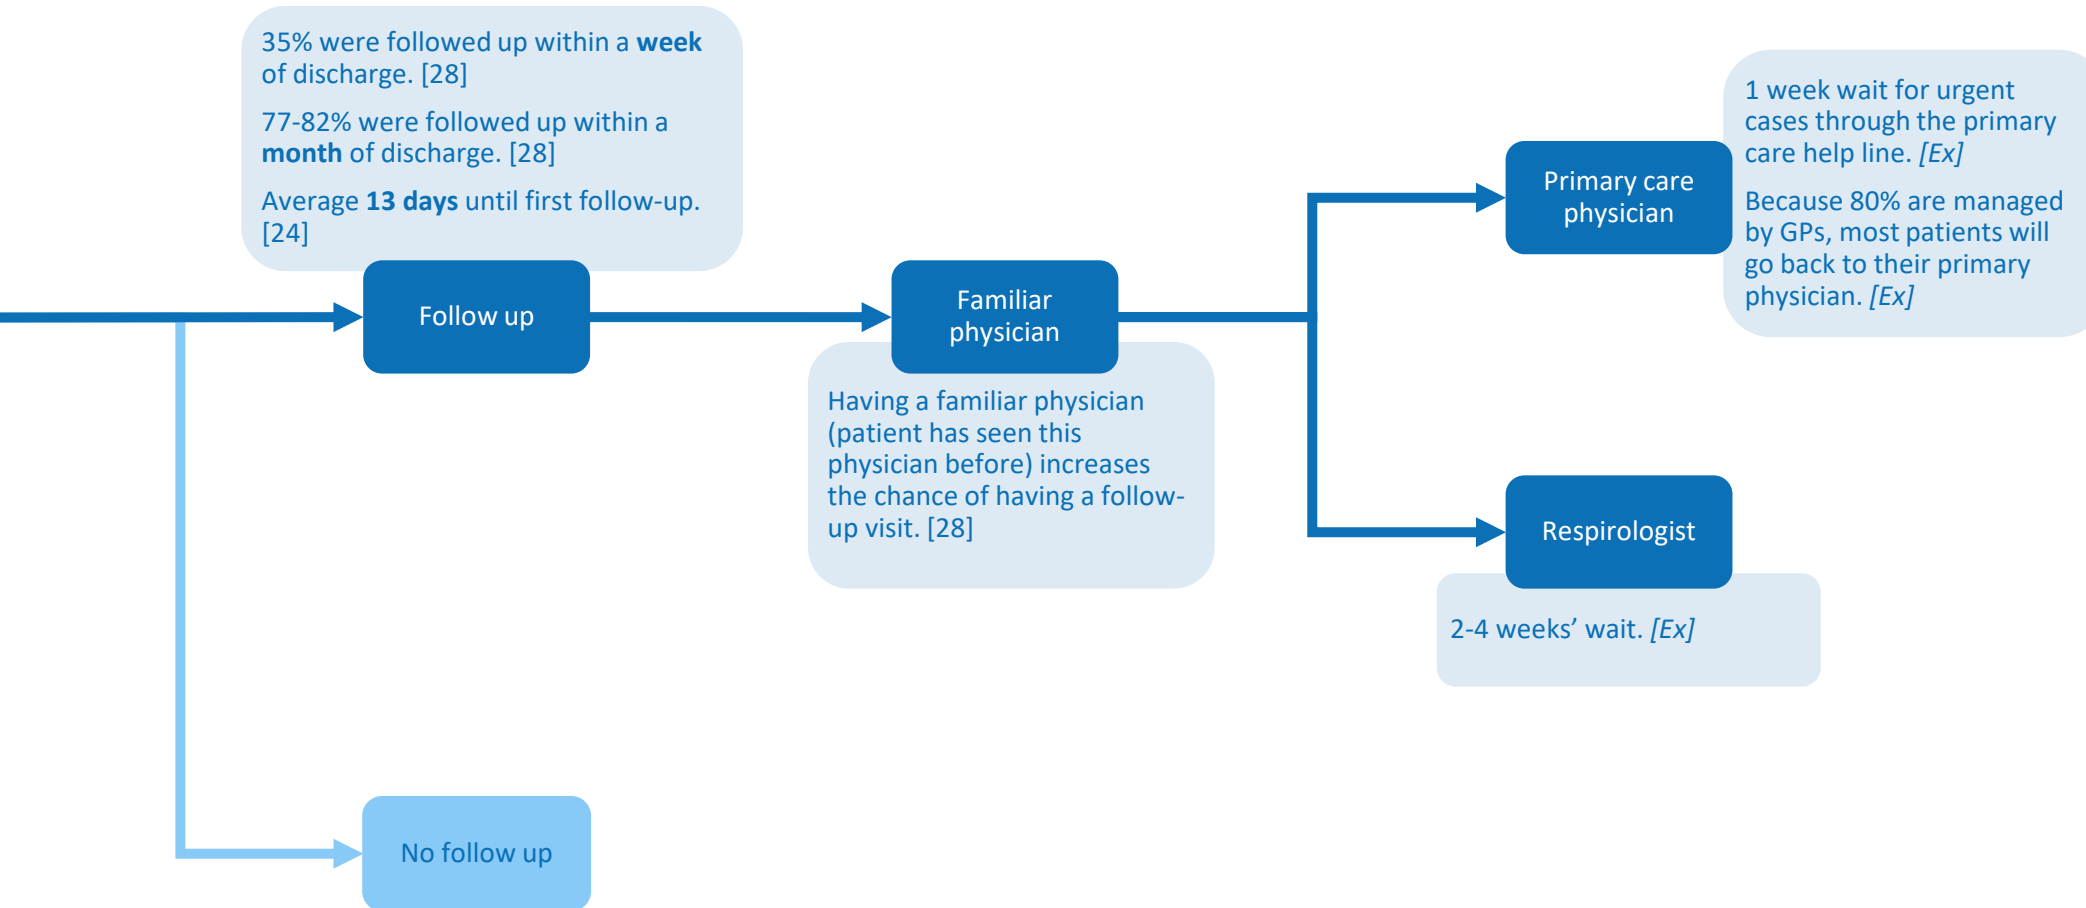 35% were followed up within a week
of discharge. [28]
77-82% were followed up within a
month of discharge. [28]
Average 13 days until first follow-up.
[24]
Follow up
Familiar
physician
Having a familiar physician
(patient has seen this
physician before) increases
the chance of having a follow-
up visit. [28]
Primary care
physician
1 week wait for urgent
cases through the primary
care help line. [Ex]
Because 80% are managed
by GPs, most patients will
go back to their primary
physician. [Ex]
Respirologist
2-4 weeks’ wait. [Ex]
No follow up